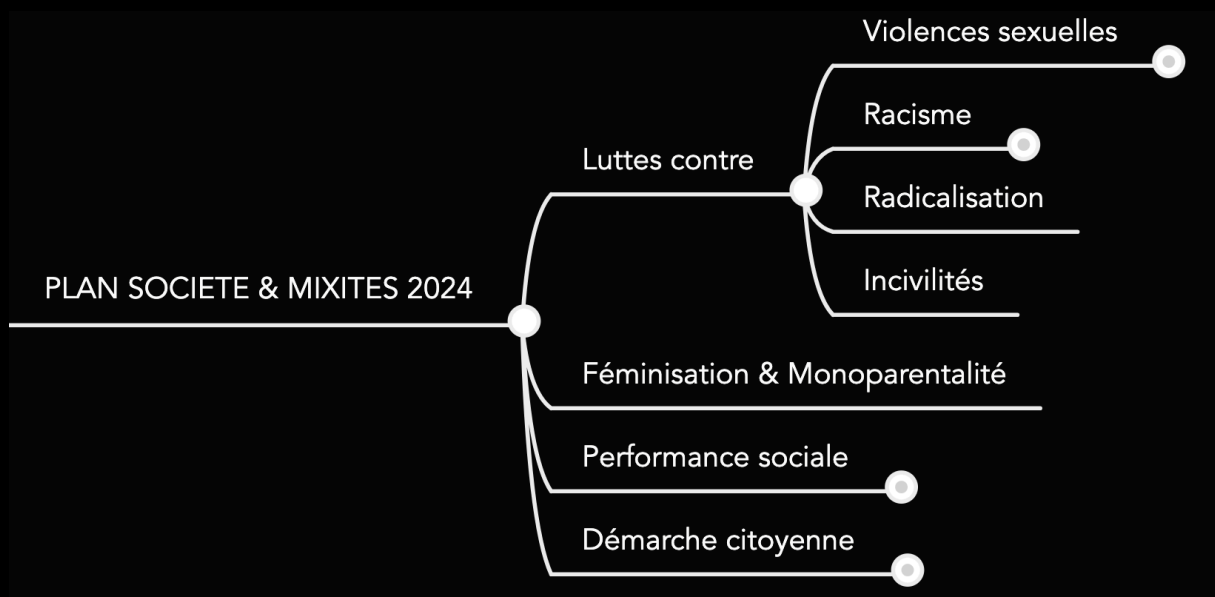 PLAN SOCIETE & MIXITES 2024
Luttes contre
Violences sexuelles
Racisme
Radicalisation
Incivilités
Féminisation & Monoparentalité
Performance sociale
Démarche citoyenne